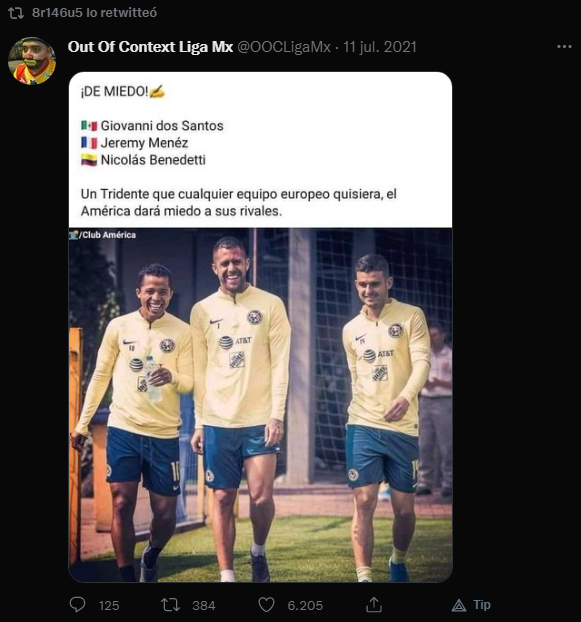 8r146u5 lo retwitteó
Out Of Context Liga Mx @OOCLigaMx · 11 jul. 2021
¡DE MIEDO!✍
🇲🇽 Giovanni dos Santos
🇫🇷 Jeremy Menéz
🇨🇴 Nicolás Benedetti
Un Tridente que cualquier equipo europeo quisiera, el
América dará miedo a sus rivales.
📷/Club América
AT&T
AT&T
10
125
384
6.205
Tip